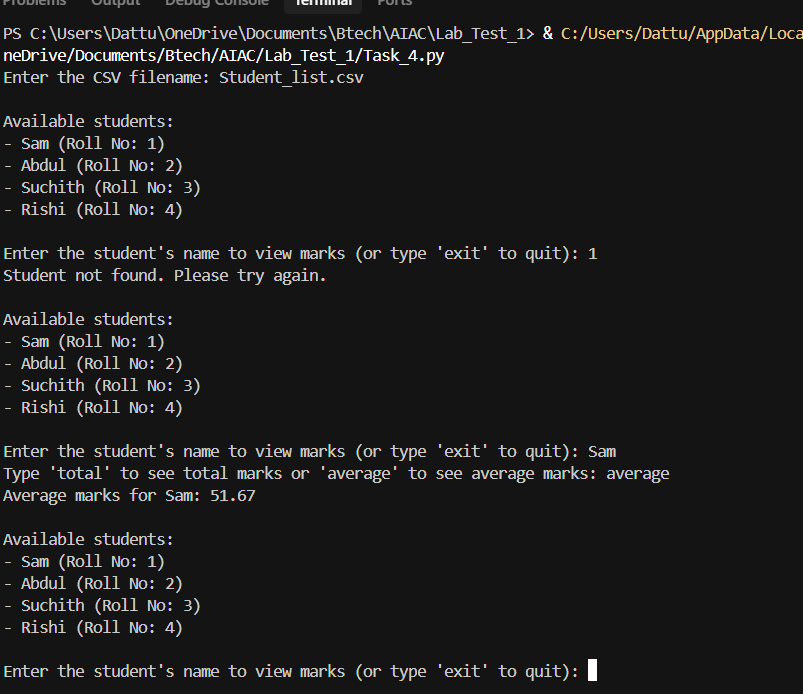 Problems Output Debug Console Terminal Ports
PS C:\Users\Dattu\OneDrive\Documents\Btech\AIAC\Lab_Test_1> & C:/Users/Dattu/AppData/Loca
neDrive/Documents/Btech/AIAC/Lab_Test_1/Task_4.py
Enter the CSV filename: Student_list.csv
Available students:
- Sam (Roll No: 1)
- Abdul (Roll No: 2)
- Suchith (Roll No: 3)
- Rishi (Roll No: 4)
Enter the student's name to view marks (or type 'exit' to quit): 1
Student not found. Please try again.
Available students:
- Sam (Roll No: 1)
- Abdul (Roll No: 2)
- Suchith (Roll No: 3)
- Rishi (Roll No: 4)
Enter the student's name to view marks (or type 'exit' to quit): Sam
Type 'total' to see total marks or 'average' to see average marks: average
Average marks for Sam: 51.67
Available students:
- Sam (Roll No: 1)
- Abdul (Roll No: 2)
- Suchith (Roll No: 3)
- Rishi (Roll No: 4)
Enter the student's name to view marks (or type 'exit' to quit):